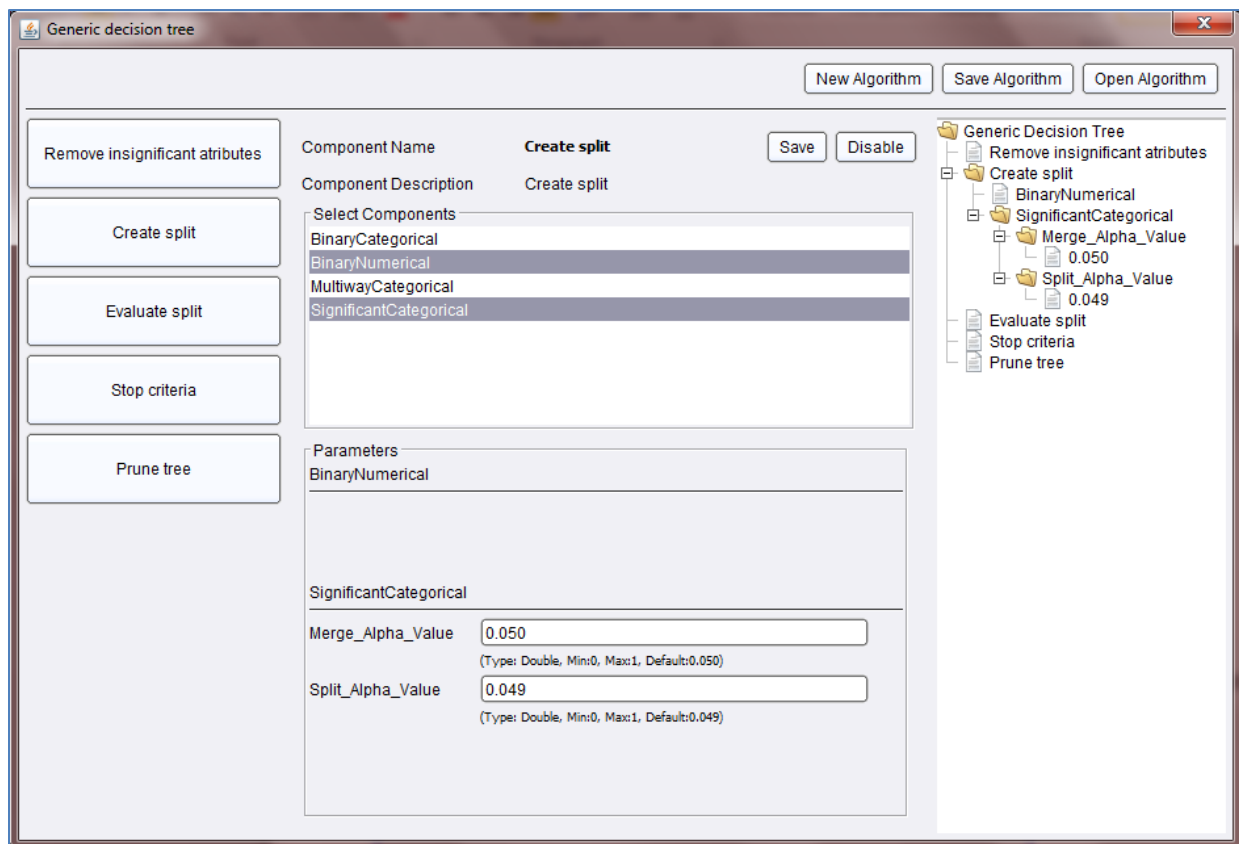 Generic decision tree
x
New Algorithm
Save Algorithm
Open Algorithm
Remove insignificant atributes
Create split
Evaluate split
Stop criteria
Prune tree
Component Name
Create split
Save
Disable
Component Description
Create split
Select Components
BinaryCategorical
BinaryNumerical
MultiwayCategorical
SignificantCategorical
Parameters
BinaryNumerical
SignificantCategorical
Merge_Alpha_Value
0.050
(Type: Double, Min:0, Max:1, Default:0.050)
Split_Alpha_Value
0.049
(Type: Double, Min:0, Max:1, Default:0.049)
Generic Decision Tree
Remove insignificant atributes
Create split
BinaryNumerical
SignificantCategorical
Merge_Alpha_Value
0.050
Split_Alpha_Value
0.049
Evaluate split
Stop criteria
Prune tree